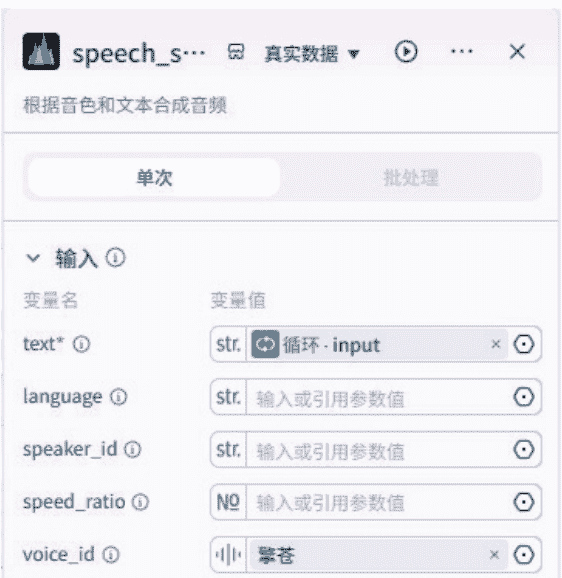 speech_s··· 真实数据
根据音色和文本合成音频
单次 批处理
输入
变量名 变量值
text* str. 循环 · input
language str. 输入或引用参数值
speaker_id str. 输入或引用参数值
speed_ratio № 输入或引用参数值
voice_id 擎苍